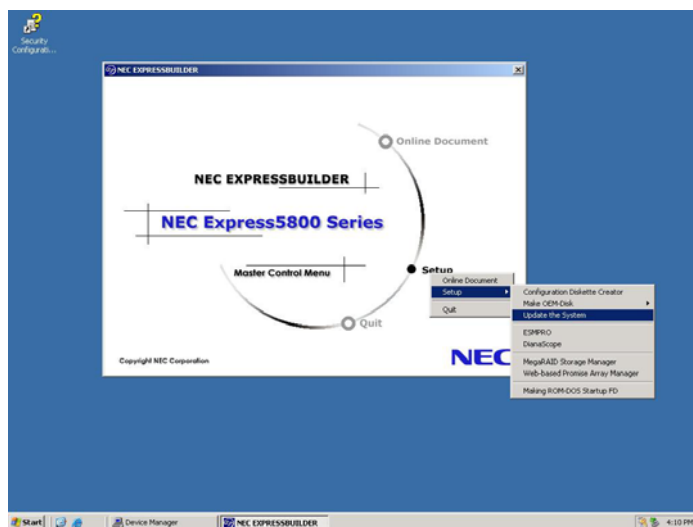 Security
Configurati...
NEC EXPRESSBUILDER
Online Document
NEC EXPRESSBUILDER
NEC Express5800 Series
Master Control Menu
Setup
Online Document
Setup
Quit
Configuration Diskette Creator
Make OEM-Disk
Update the System
ESMPRO
DianaScope
MegaRAID Storage Manager
Web-based Promise Array Manager
Making ROM-DOS Startup FD
Quit
Copyright NEC Corporation
NEC
Start
Device Manager
NEC EXPRESSBUILDER
4:10 PM